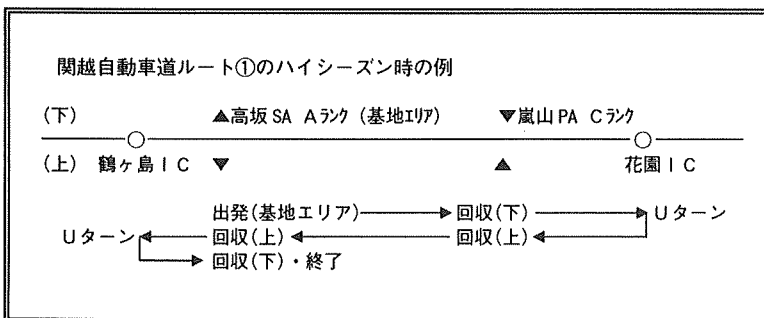 関越自動車道ルート①のハイシーズン時の例
(下) ▲高坂SA Aランク (基地エリア) ▼嵐山PA Cランク
(上) 鶴ヶ島IC ▼ ▲ 花園IC
出発(基地エリア) 回収(下) Uターン
Uターン 回収(上) 回収(上)
回収(下)・終了